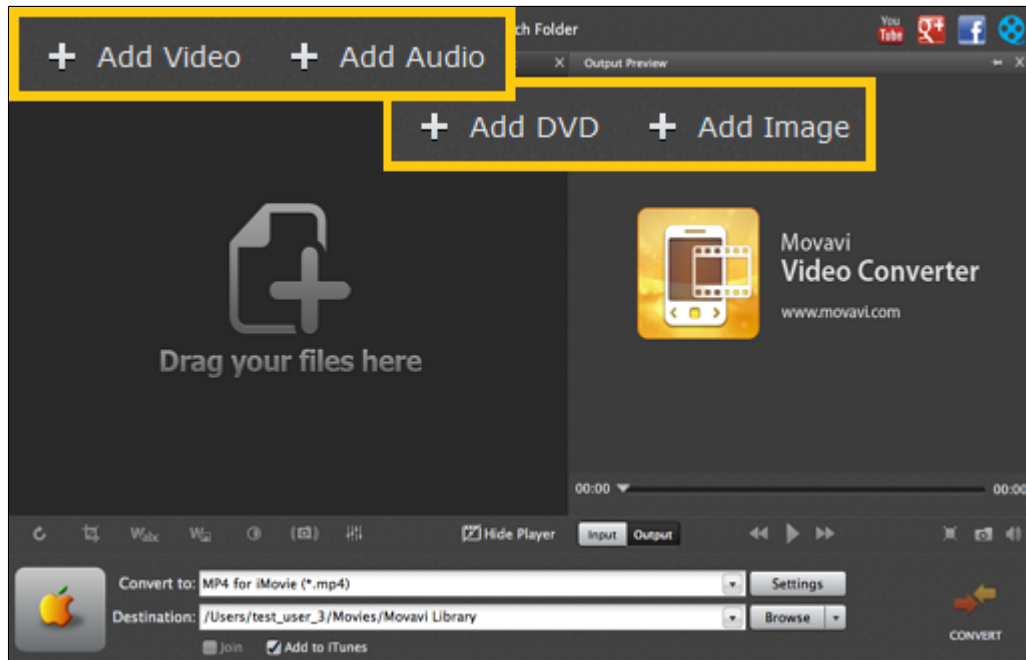 + Add Video + Add Audio
ch Folder
You
Tube
Output Preview
+ Add DVD + Add Image
Drag your files here
Movavi
Video Converter
www.movavi.com
00:00
00:00
Wabc
Hide Player
Input
Output
Convert to: MP4 for iMovie (*.mp4)
Settings
Destination: /Users/test_user_3/Movies/Movavi Library
Browse
Join
Add to iTunes
CONVERT